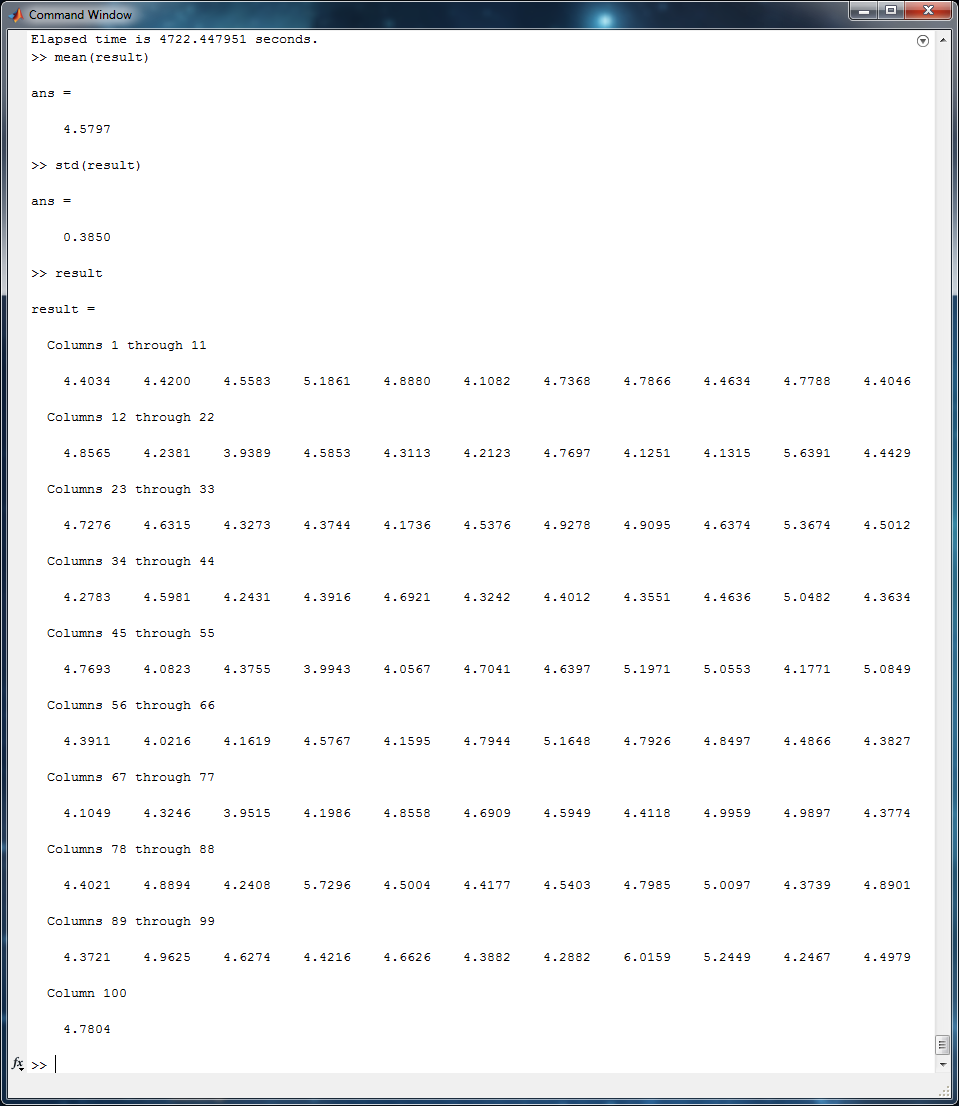 Command Window
Elapsed time is 4722.447951 seconds.
>> mean(result)
ans =
4.5797
>> std(result)
ans =
0.3850
>> result
result =
Columns 1 through 11
4.4034 4.4200 4.5583 5.1861 4.8880 4.1082 4.7368 4.7866 4.4634 4.7788 4.4046
Columns 12 through 22
4.8565 4.2381 3.9389 4.5853 4.3113 4.2123 4.7697 4.1251 4.1315 5.6391 4.4429
Columns 23 through 33
4.7276 4.6315 4.3273 4.3744 4.1736 4.5376 4.9278 4.9095 4.6374 5.3674 4.5012
Columns 34 through 44
4.2783 4.5981 4.2431 4.3916 4.6921 4.3242 4.4012 4.3551 4.4636 5.0482 4.3634
Columns 45 through 55
4.7693 4.0823 4.3755 3.9943 4.0567 4.7041 4.6397 5.1971 5.0553 4.1771 5.0849
Columns 56 through 66
4.3911 4.0216 4.1619 4.5767 4.1595 4.7944 5.1648 4.7926 4.8497 4.4866 4.3827
Columns 67 through 77
4.1049 4.3246 3.9515 4.1986 4.8558 4.6909 4.5949 4.4118 4.9959 4.9897 4.3774
Columns 78 through 88
4.4021 4.8894 4.2408 5.7296 4.5004 4.4177 4.5403 4.7985 5.0097 4.3739 4.8901
Columns 89 through 99
4.3721 4.9625 4.6274 4.4216 4.6626 4.3882 4.2882 6.0159 5.2449 4.2467 4.4979
Column 100
4.7804
fx >>